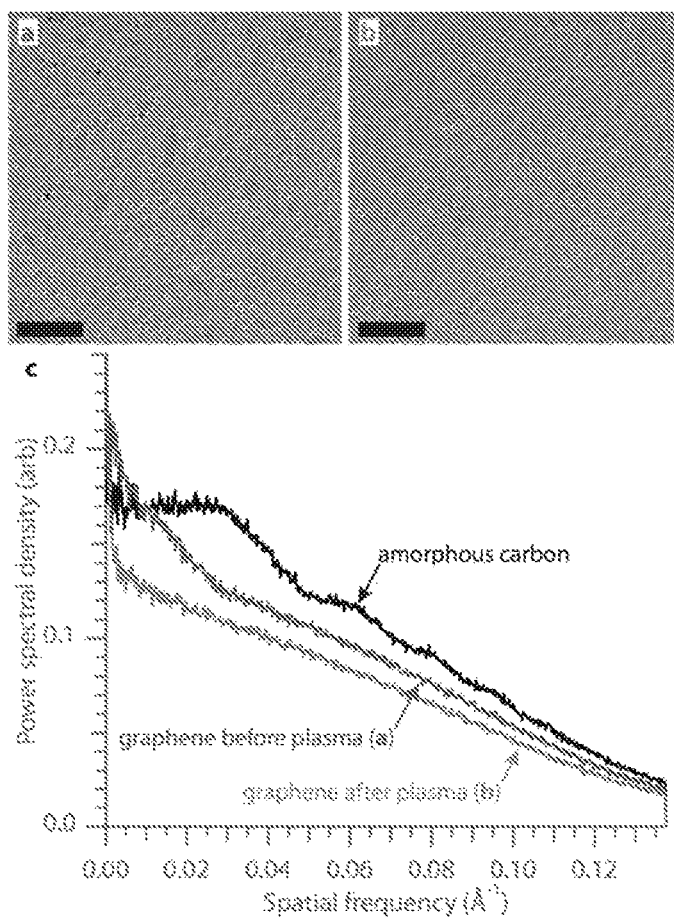 a
b
c
0.2
0.1
0.0
Power spectral density (arb)
amorphous carbon
graphene before plasma (a)
graphene after plasma (b)
0.00 0.02 0.04 0.06 0.08 0.10 0.12
Spatial frequency (Å⁻¹)